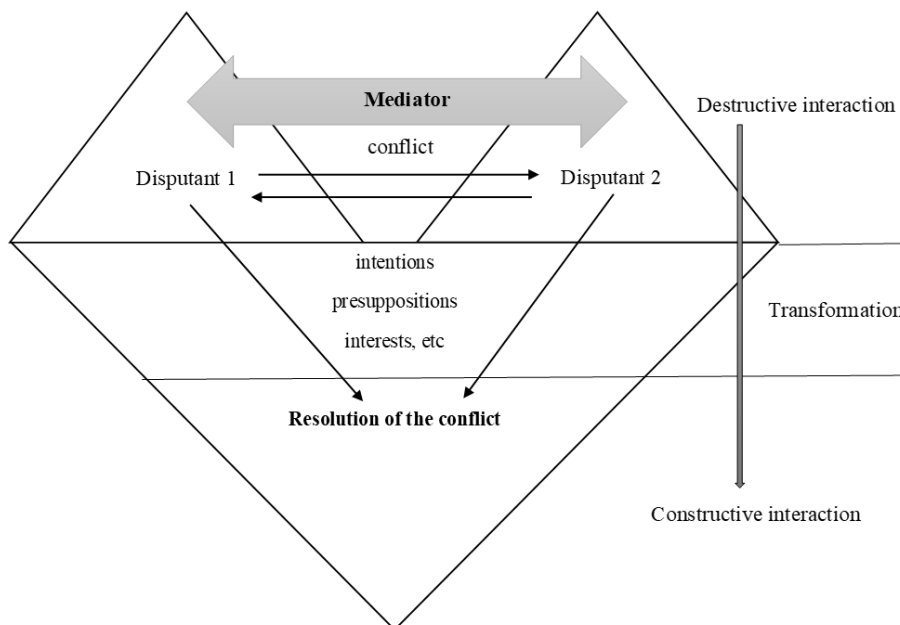 Mediator
Destructive interaction
conflict
Disputant 1
Disputant 2
intentions
presuppositions
interests, etc
Transformation
Resolution of the conflict
Constructive interaction